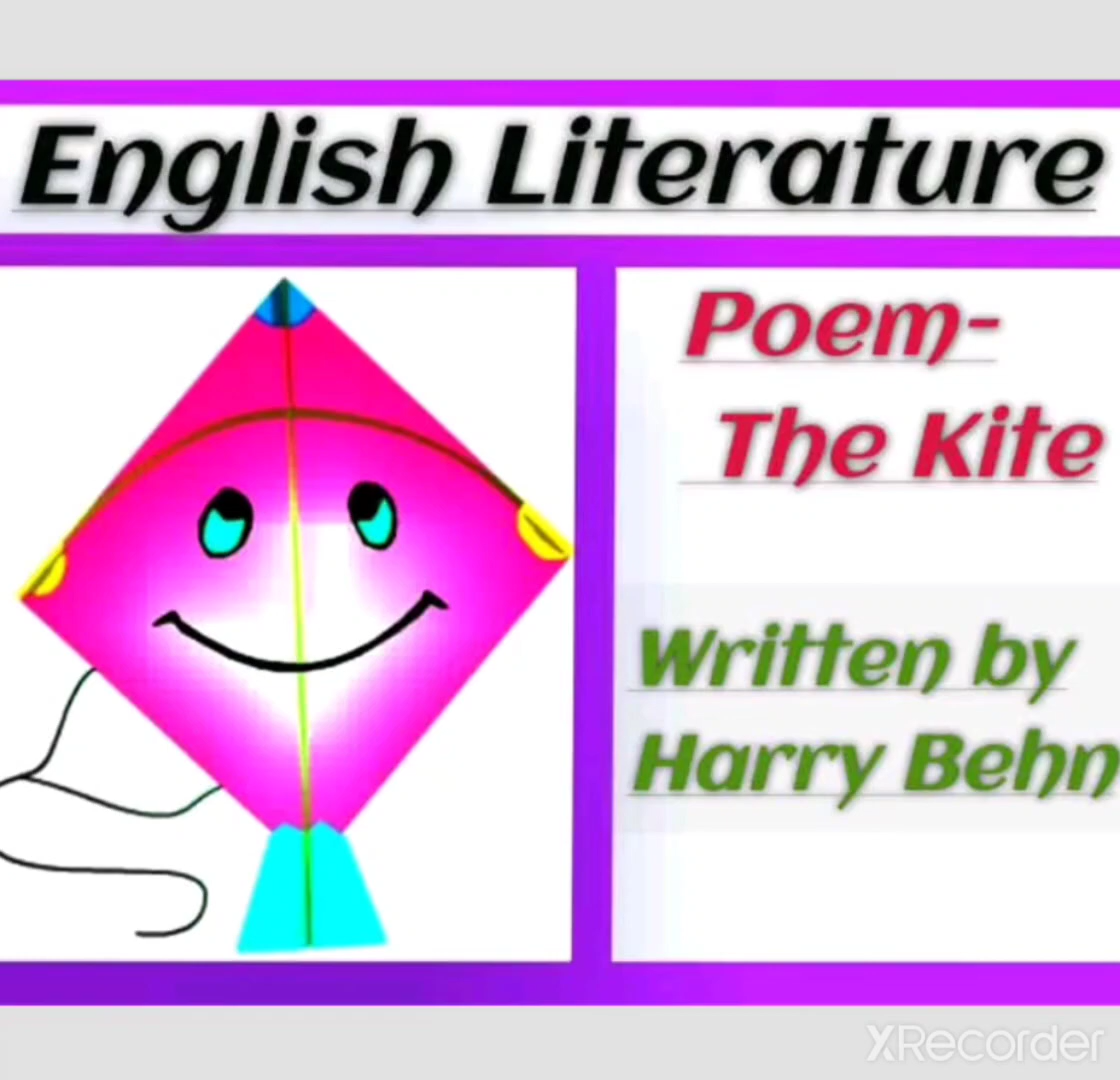 English Literature
Poem-
The Kite
Written by
Harry Behn
XRecorder